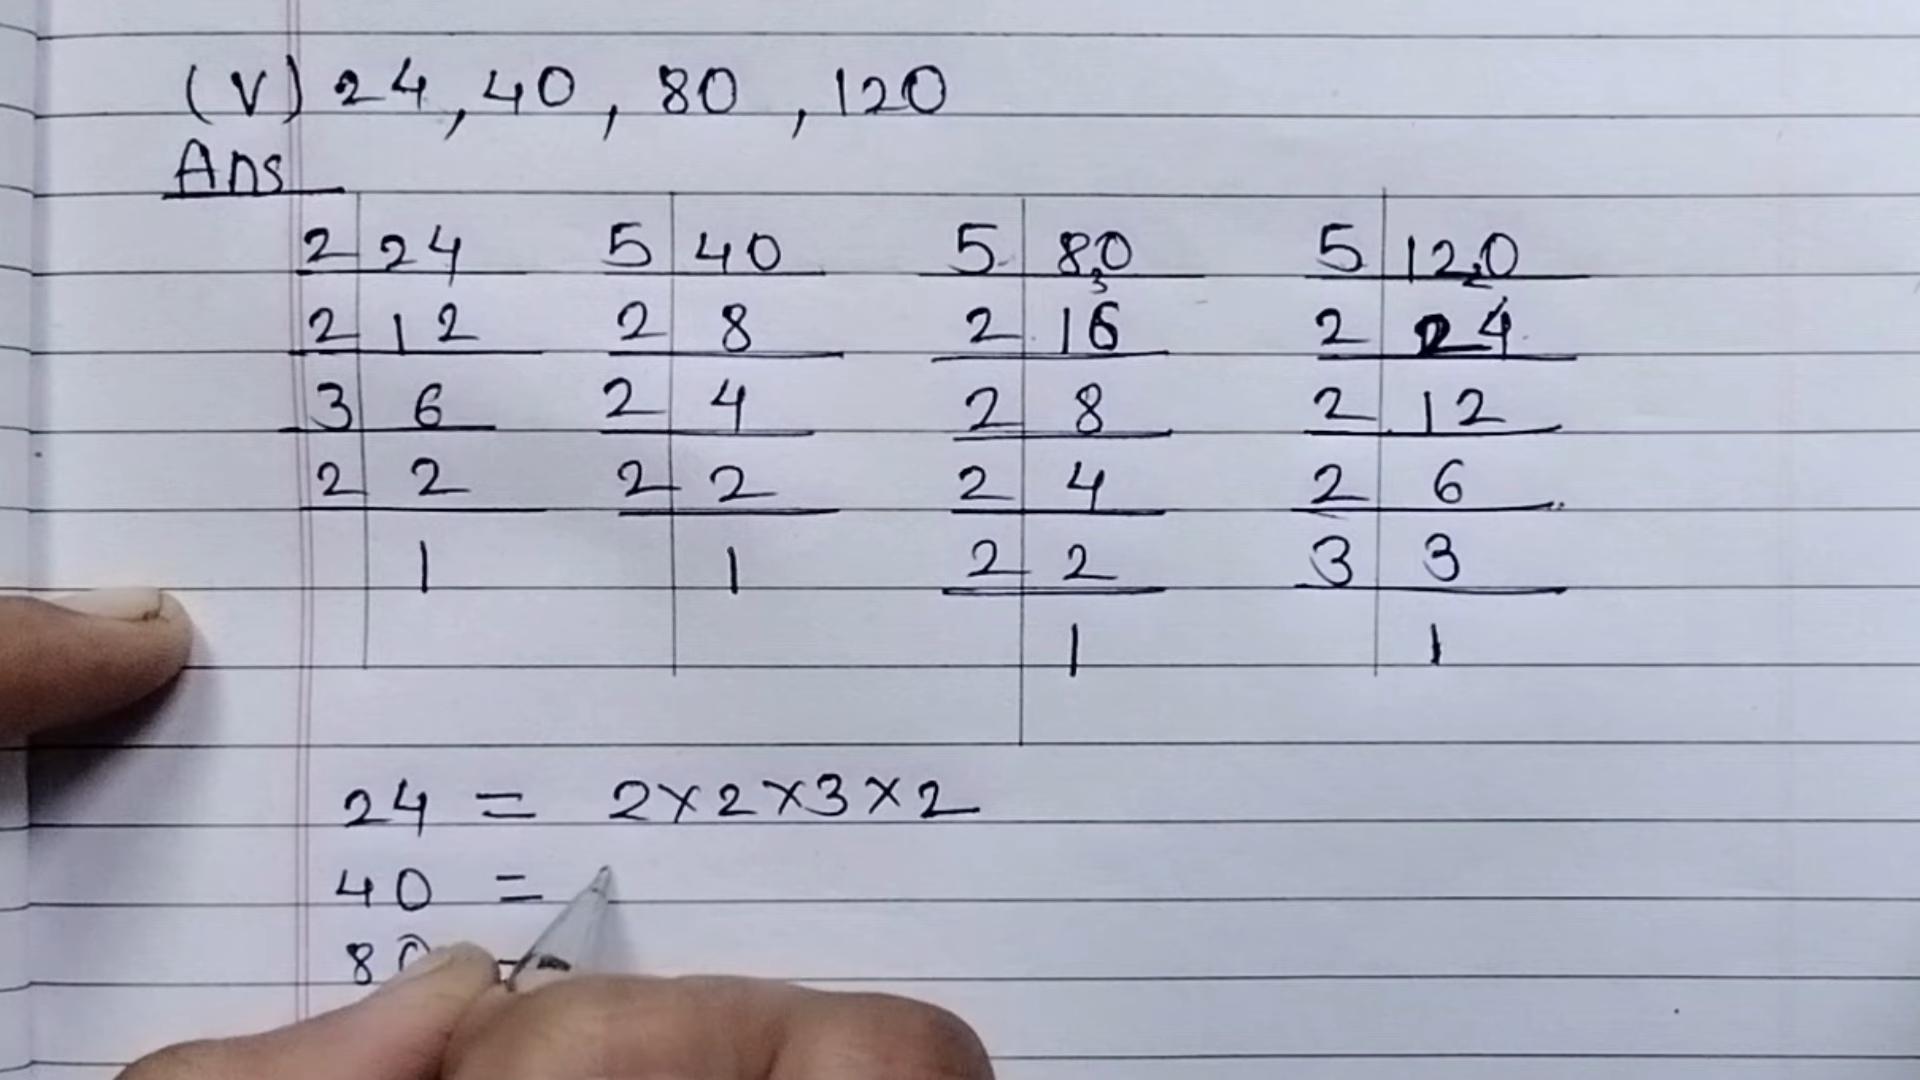 (V) 24, 40, 80, 120
Ans
2 24 5 40 5 80 5 120
2 12 2 8 2 16 2 24
3 6 2 4 2 8 2 12
2 2 2 2 2 4 2 6
1 1 2 2 3 3
1 1
24 = 2×2×3×2
40 =
80 =